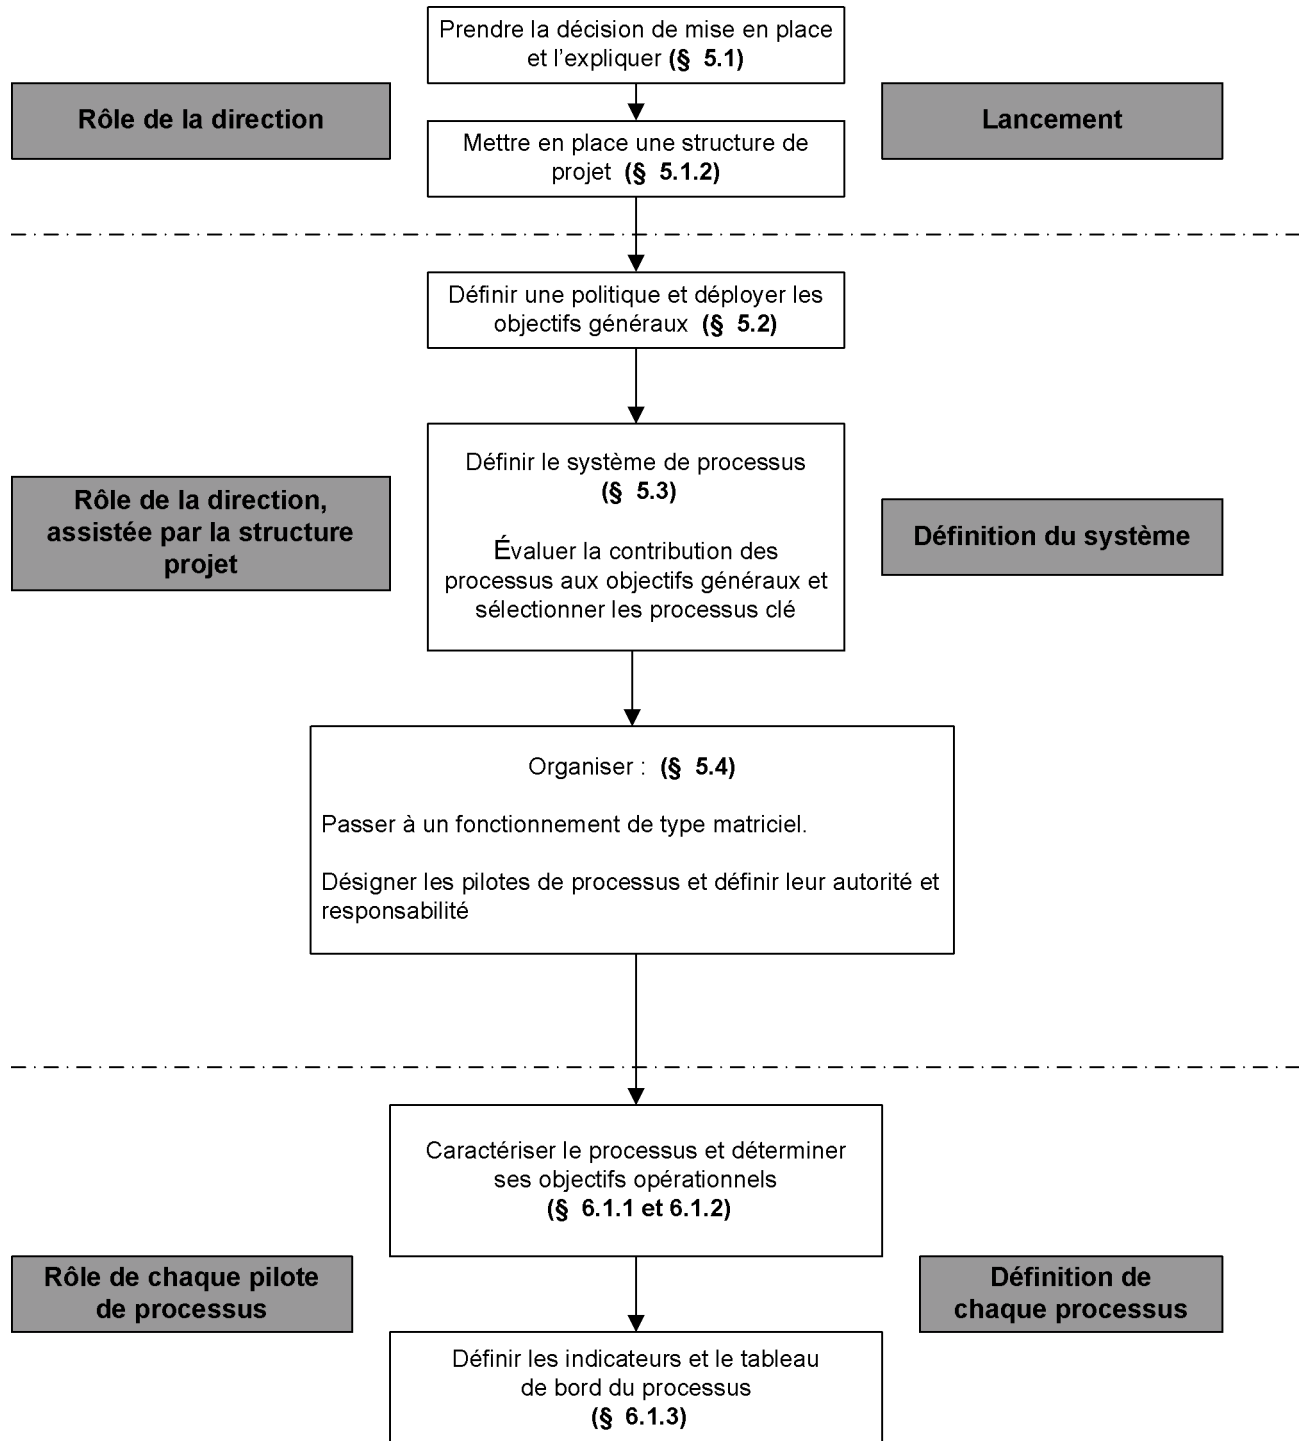 Prendre la décision de mise en place
et l'expliquer (§ 5.1)
Rôle de la direction
Lancement
Mettre en place une structure de
projet (§ 5.1.2)
Définir une politique et déployer les
objectifs généraux (§ 5.2)
Définir le système de processus
(§ 5.3)
Évaluer la contribution des
processus aux objectifs généraux et
sélectionner les processus clé
Rôle de la direction,
assistée par la structure
projet
Définition du système
Organiser : (§ 5.4)
Passer à un fonctionnement de type matriciel.
Désigner les pilotes de processus et définir leur autorité et
responsabilité
Caractériser le processus et déterminer
ses objectifs opérationnels
(§ 6.1.1 et 6.1.2)
Rôle de chaque pilote
de processus
Définition de
chaque processus
Définir les indicateurs et le tableau
de bord du processus
(§ 6.1.3)